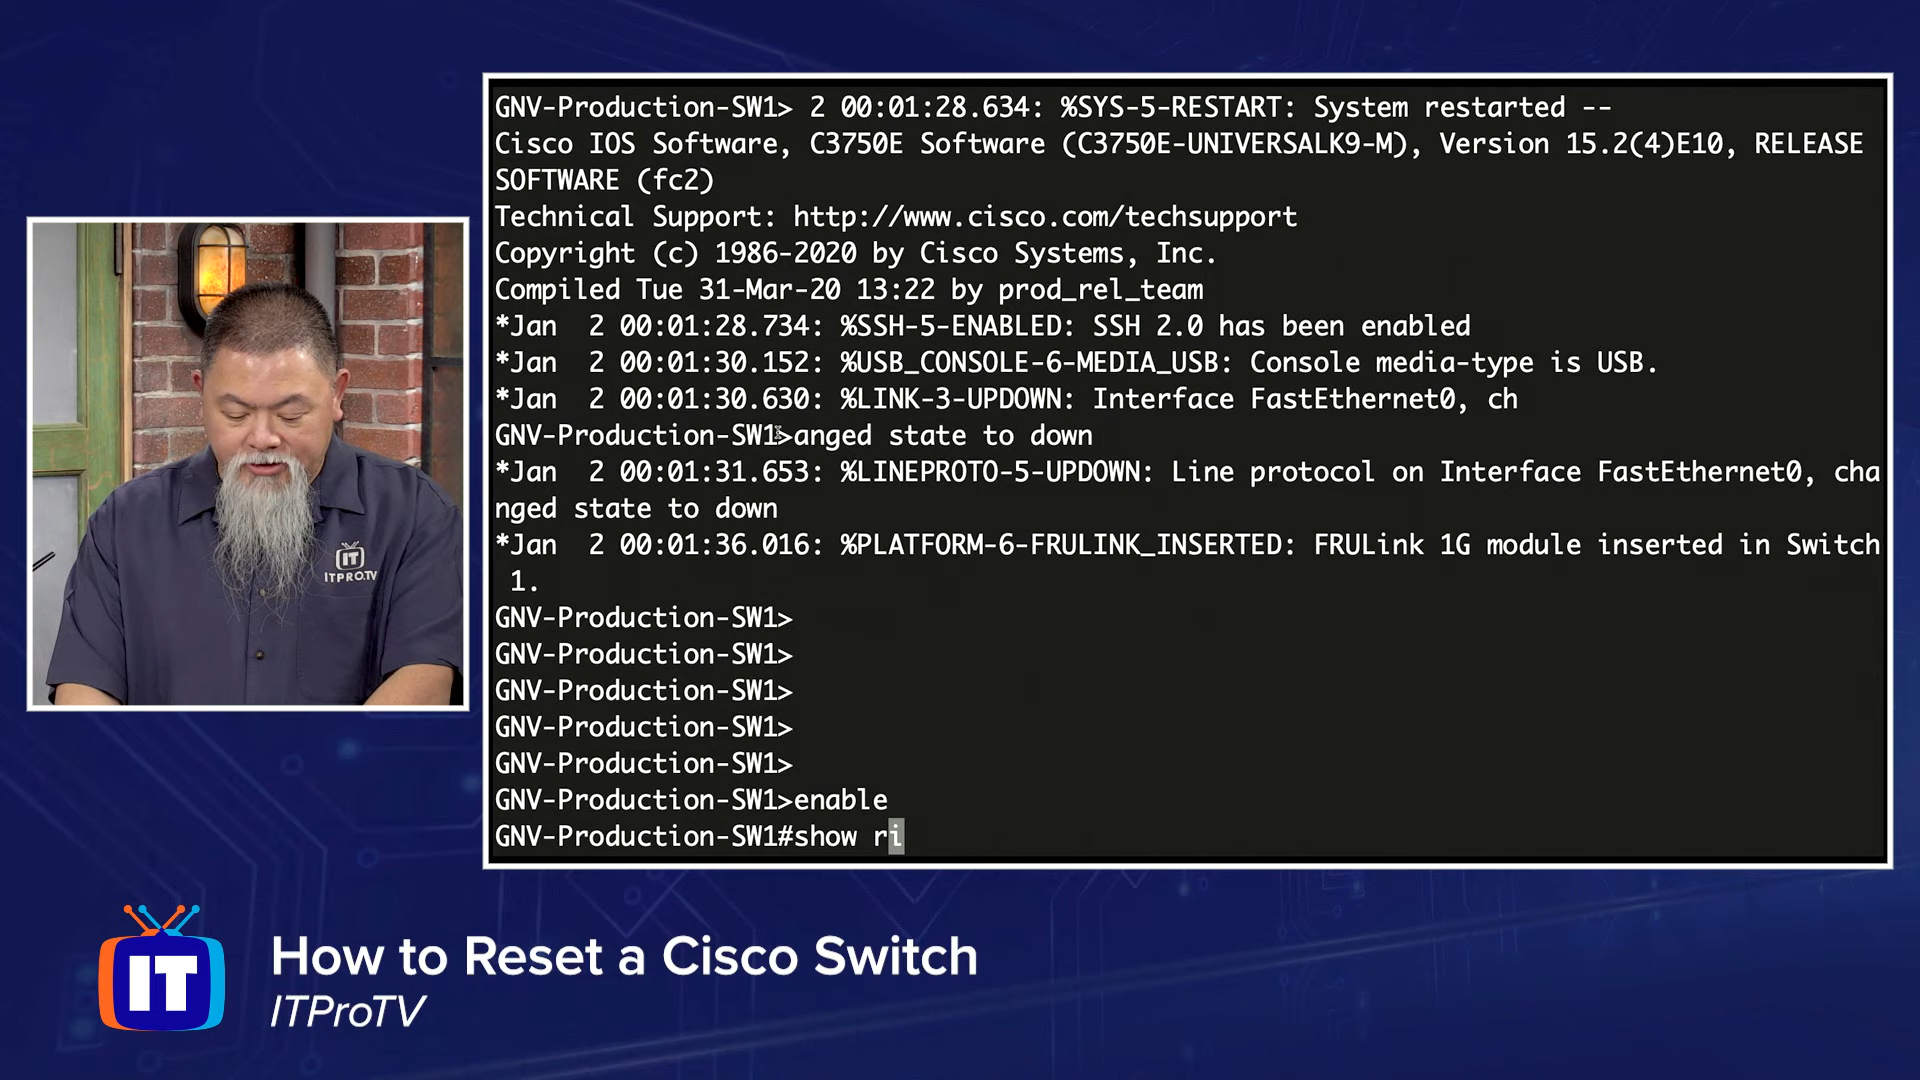 GNV-Production-SW1> 2 00:01:28.634: %SYS-5-RESTART: System restarted --
Cisco IOS Software, C3750E Software (C3750E-UNIVERSALK9-M), Version 15.2(4)E10, RELEASE
SOFTWARE (fc2)
Technical Support: http://www.cisco.com/techsupport
Copyright (c) 1986-2020 by Cisco Systems, Inc.
Compiled Tue 31-Mar-20 13:22 by prod_rel_team
*Jan  2 00:01:28.734: %SSH-5-ENABLED: SSH 2.0 has been enabled
*Jan  2 00:01:30.152: %USB_CONSOLE-6-MEDIA_USB: Console media-type is USB.
*Jan  2 00:01:30.630: %LINK-3-UPDOWN: Interface FastEthernet0, ch
GNV-Production-SW1>anged state to down
*Jan  2 00:01:31.653: %LINEPROTO-5-UPDOWN: Line protocol on Interface FastEthernet0, cha
nged state to down
*Jan  2 00:01:36.016: %PLATFORM-6-FRULINK_INSERTED: FRULink 1G module inserted in Switch
 1.
GNV-Production-SW1>
GNV-Production-SW1>
GNV-Production-SW1>
GNV-Production-SW1>
GNV-Production-SW1>
GNV-Production-SW1>enable
GNV-Production-SW1#show ri
IT
ITPRO.TV
IT
How to Reset a Cisco Switch
ITProTV